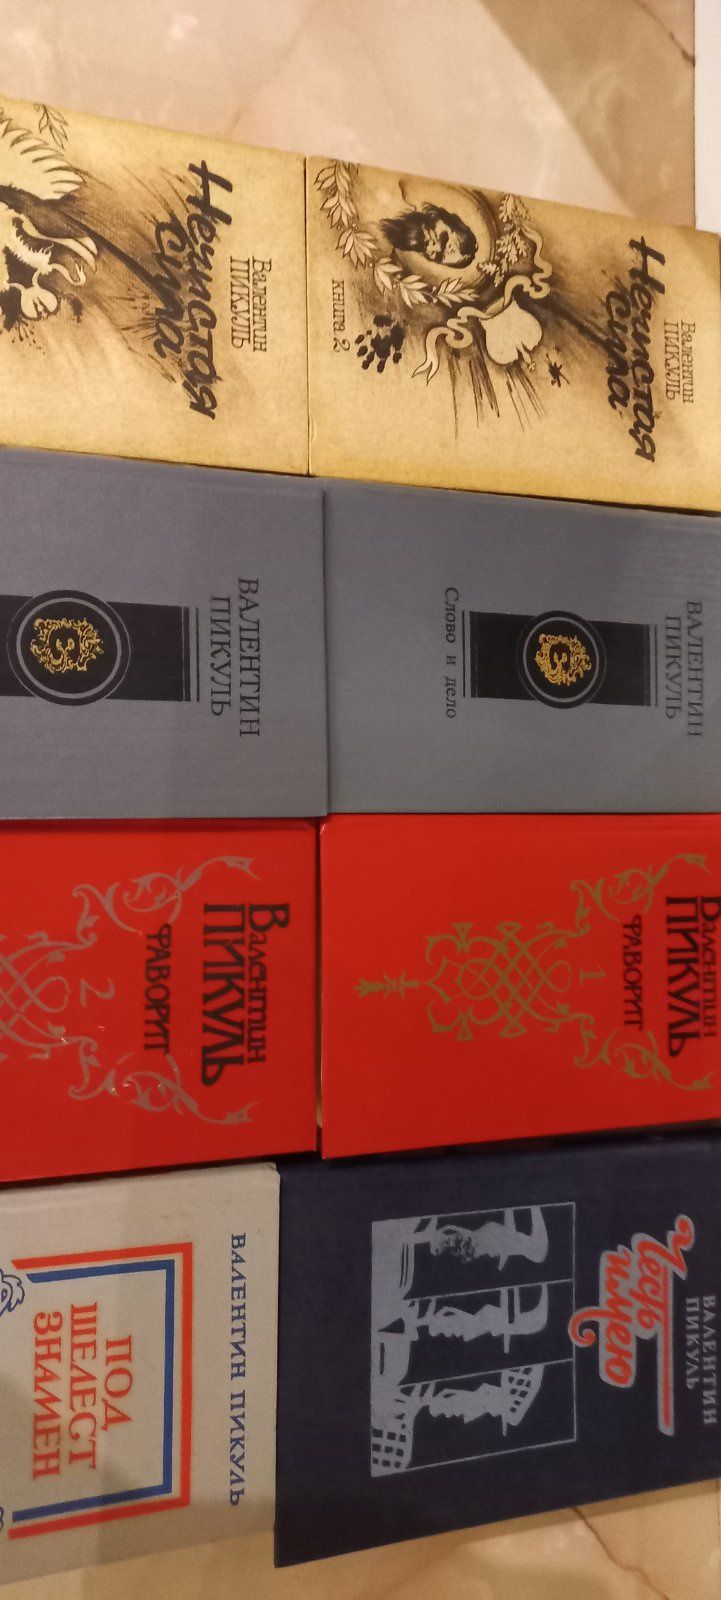 Валентин
ПИКУЛЬ
Нечистая
сила
Валентин
ПИКУЛЬ
Нечистая
сила
Книга 2
ВАЛЕНТИН
ПИКУЛЬ
ВАЛЕНТИН
ПИКУЛЬ
Слово и дело
Валентин
ПИКУЛЬ
ФАВОРИТ
2
Валентин
ПИКУЛЬ
ФАВОРИТ
1
ВАЛЕНТИН ПИКУЛЬ
ПОД
ШЕЛЕСТ
ЗНАМЕН
ВАЛЕНТИН
ПИКУЛЬ
Честь
имею